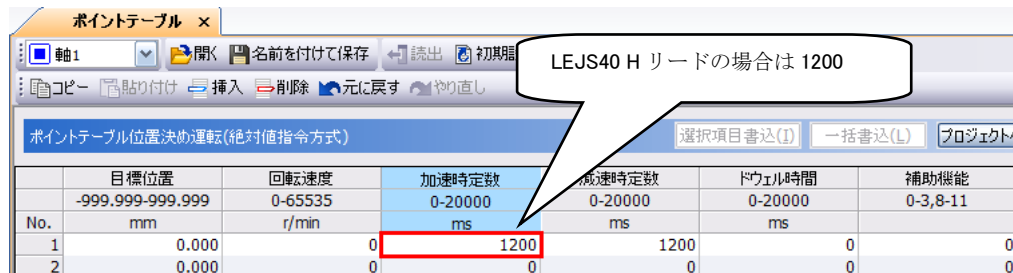 ポイントテーブル ×
軸1 開く 名前を付けて保存 読出 初期
LEJS40 H リードの場合は 1200
コピー 貼り付け 挿入 削除 元に戻す やり直し
ポイントテーブル位置決め運転(絶対値指令方式) 選択項目書込(I) 一括書込(L) プロジェクト
目標位置 回転速度 加速時定数 減速時定数 ドウェル時間 補助機能
-999.999-999.999 0-65535 0-20000 0-20000 0-20000 0-3,8-11
No. mm r/min ms ms ms
1 0.000 0 1200 1200 0 0
2 0.000 0 0 0 0 0